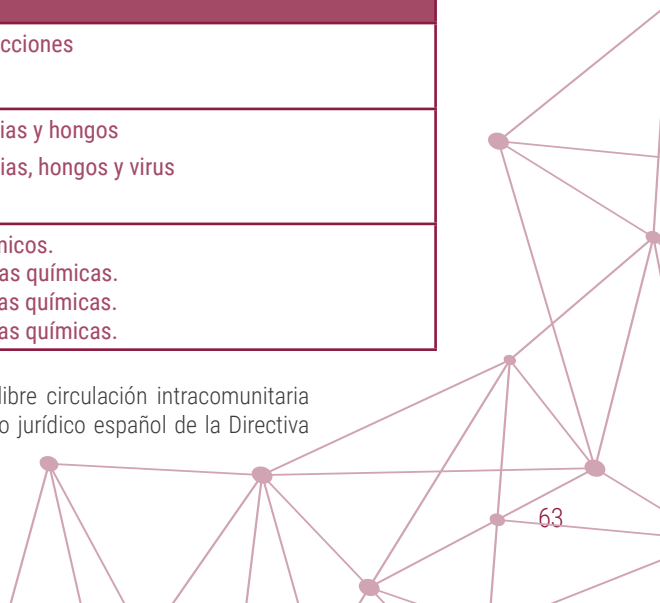 cciones
ias y hongos
ias, hongos y virus
nicos.
as químicas.
as químicas.
as químicas.
libre circulación intracomunitaria
o jurídico español de la Directiva
63